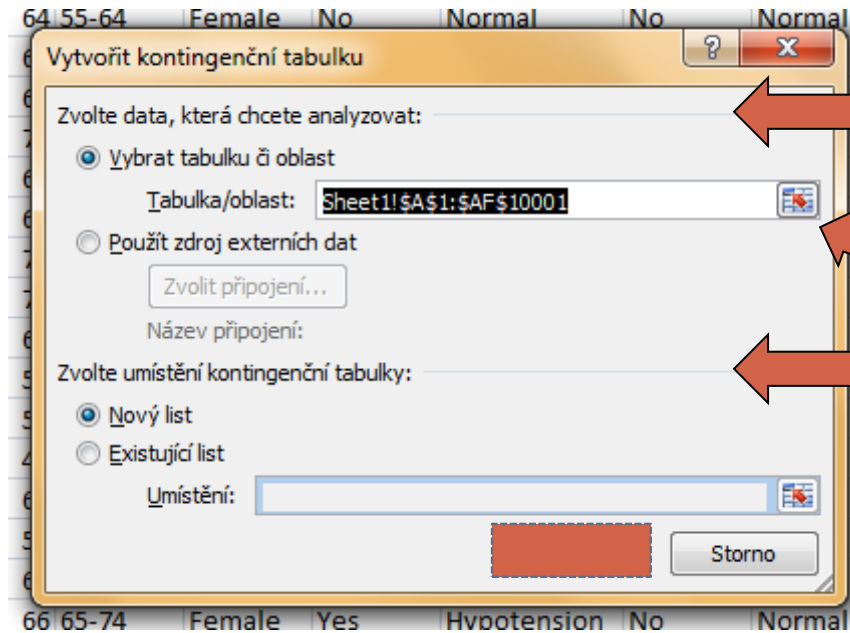 64 55-64 Female No Normal No Normal
Vytvořit kontingenční tabulku
Zvolte data, která chcete analyzovat:
Vybrat tabulku či oblast
Tabulka/oblast: Sheet1!$A$1:$AF$10001
Použít zdroj externích dat
Zvolit připojení...
Název připojení:
Zvolte umístění kontingenční tabulky:
Nový list
Existující list
Umístění:
Storno
66 65-74 Female Yes Hypotension No Normal